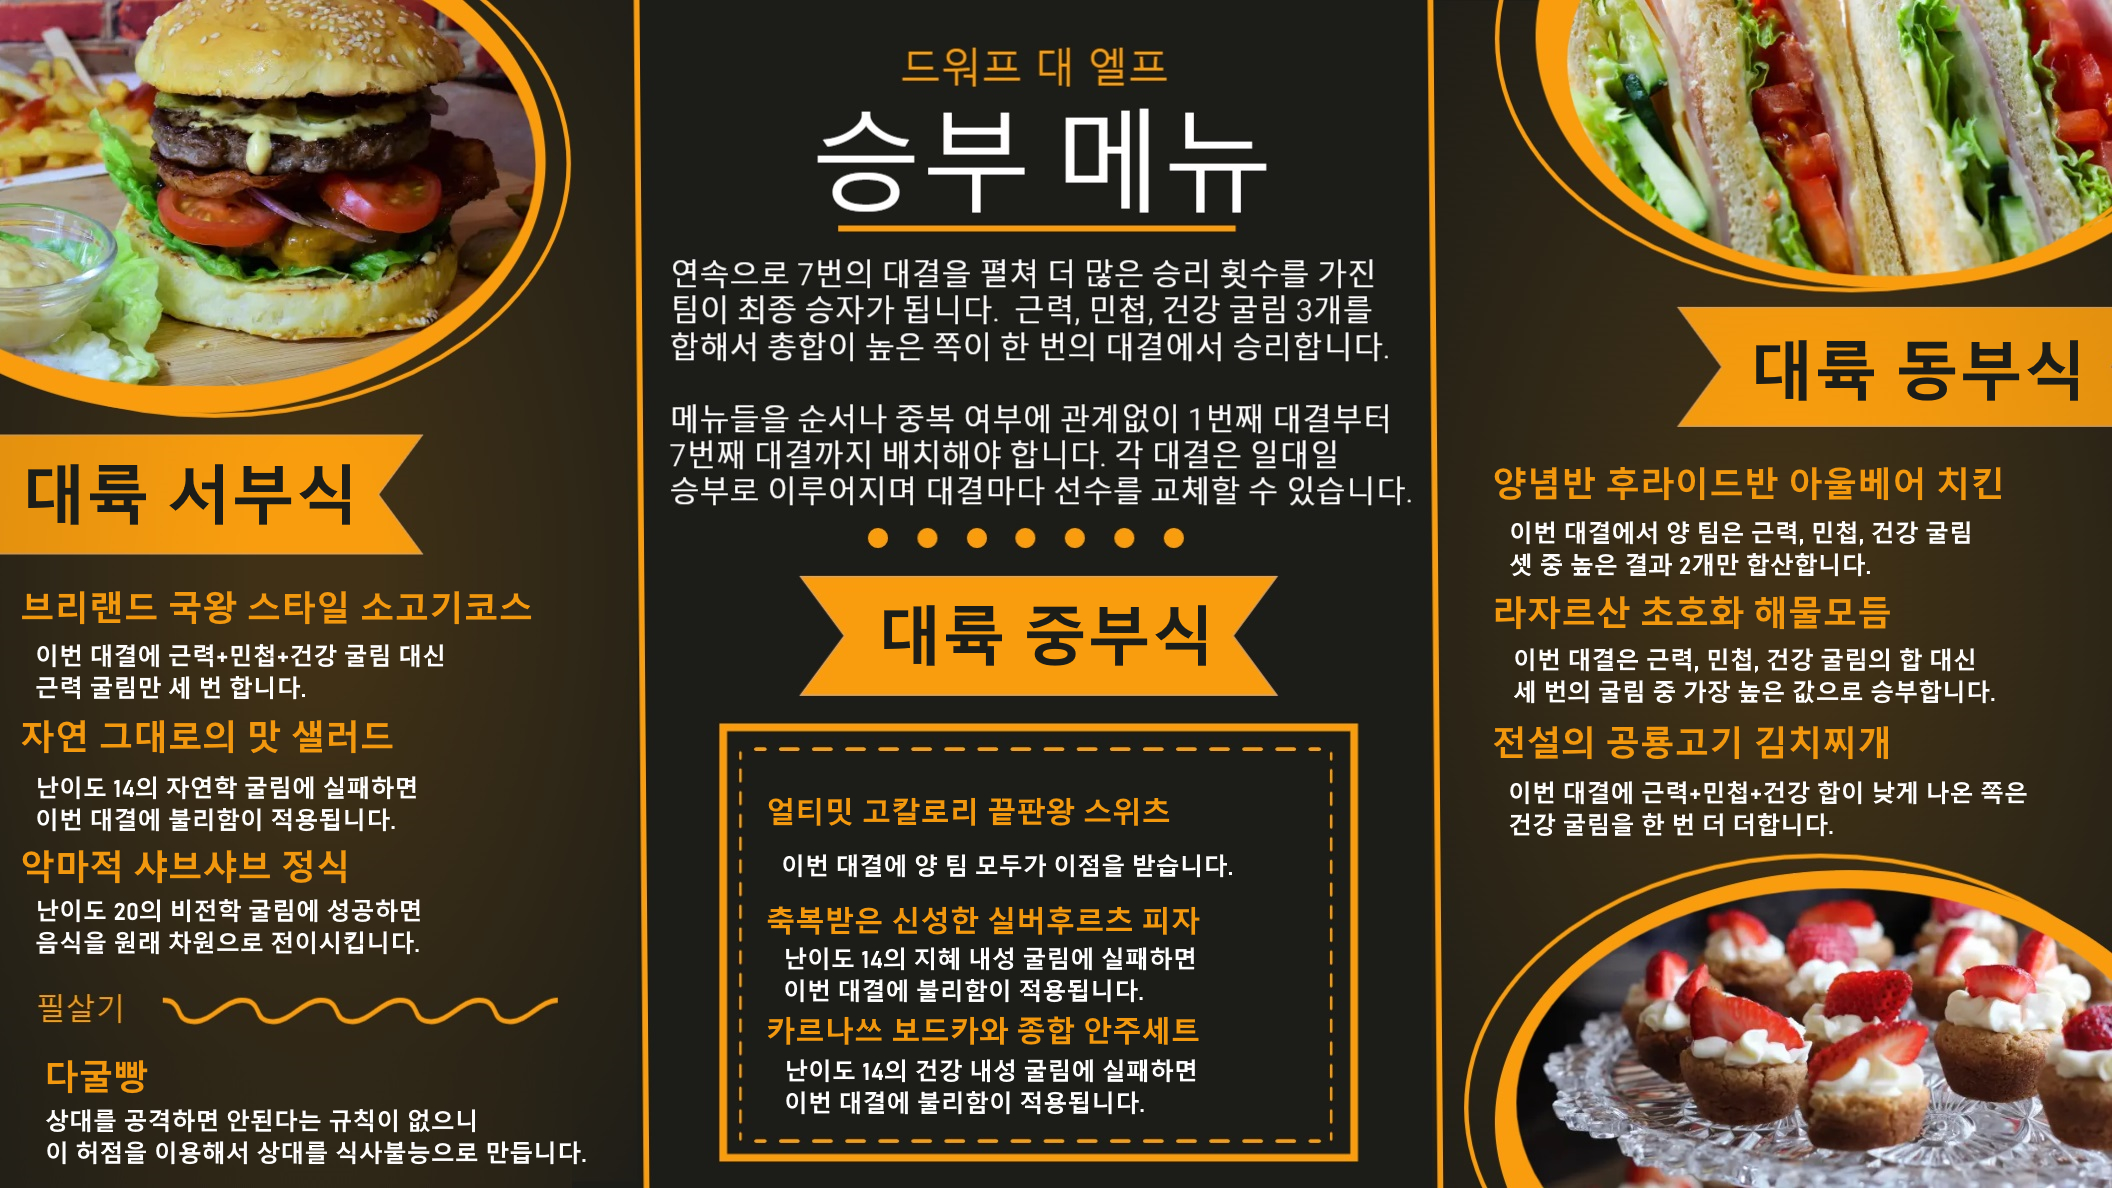 드워프 대 엘프
승부 메뉴
연속으로 7번의 대결을 펼쳐 더 많은 승리 횟수를 가진
팀이 최종 승자가 됩니다. 근력, 민첩, 건강 굴림 3개를
합해서 총합이 높은 쪽이 한 번의 대결에서 승리합니다.
메뉴들을 순서나 중복 여부에 관계없이 1번째 대결부터
7번째 대결까지 배치해야 합니다. 각 대결은 일대일
승부로 이루어지며 대결마다 선수를 교체할 수 있습니다.
대륙 서부식
브리랜드 국왕 스타일 소고기코스
이번 대결에 근력+민첩+건강 굴림 대신
근력 굴림만 세 번 합니다.
자연 그대로의 맛 샐러드
난이도 14의 자연학 굴림에 실패하면
이번 대결에 불리함이 적용됩니다.
악마적 샤브샤브 정식
난이도 20의 비전학 굴림에 성공하면
음식을 원래 차원으로 전이시킵니다.
필살기
다굴빵
상대를 공격하면 안된다는 규칙이 없으니
이 허점을 이용해서 상대를 식사불능으로 만듭니다.
대륙 중부식
얼티밋 고칼로리 끝판왕 스위츠
이번 대결에 양 팀 모두가 이점을 받습니다.
축복받은 신성한 실버후르츠 피자
난이도 14의 지혜 내성 굴림에 실패하면
이번 대결에 불리함이 적용됩니다.
카르나쓰 보드카와 종합 안주세트
난이도 14의 건강 내성 굴림에 실패하면
이번 대결에 불리함이 적용됩니다.
대륙 동부식
양념반 후라이드반 아울베어 치킨
이번 대결에서 양 팀은 근력, 민첩, 건강 굴림
셋 중 높은 결과 2개만 합산합니다.
라자르산 초호화 해물모듬
이번 대결은 근력, 민첩, 건강 굴림의 합 대신
세 번의 굴림 중 가장 높은 값으로 승부합니다.
전설의 공룡고기 김치찌개
이번 대결에 근력+민첩+건강 합이 낮게 나온 쪽은
건강 굴림을 한 번 더 더합니다.